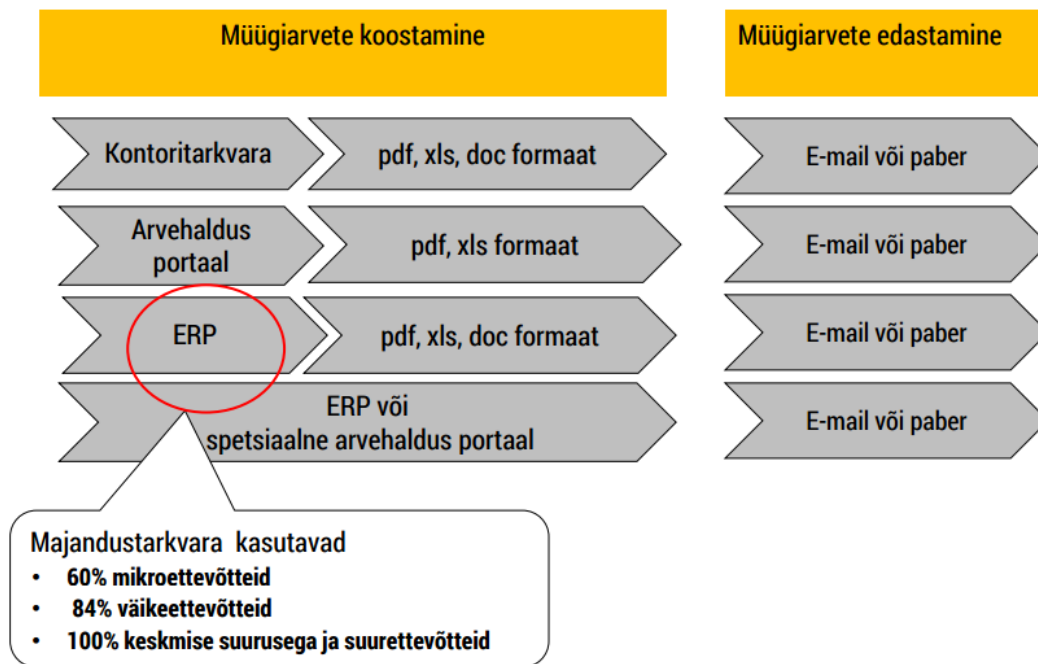 Müügiarvete koostamine
Müügiarvete edastamine
Kontoritarkvara
pdf, xls, doc formaat
E-mail või paber
Arvehaldus
portaal
pdf, xls formaat
E-mail või paber
ERP
pdf, xls, doc formaat
E-mail või paber
ERP või
spetsiaalne arvehaldus portaal
E-mail või paber
Majandustarkvara kasutavad
• 60% mikroettevõtteid
• 84% väikeettevõtteid
• 100% keskmise suurusega ja suurettevõtteid